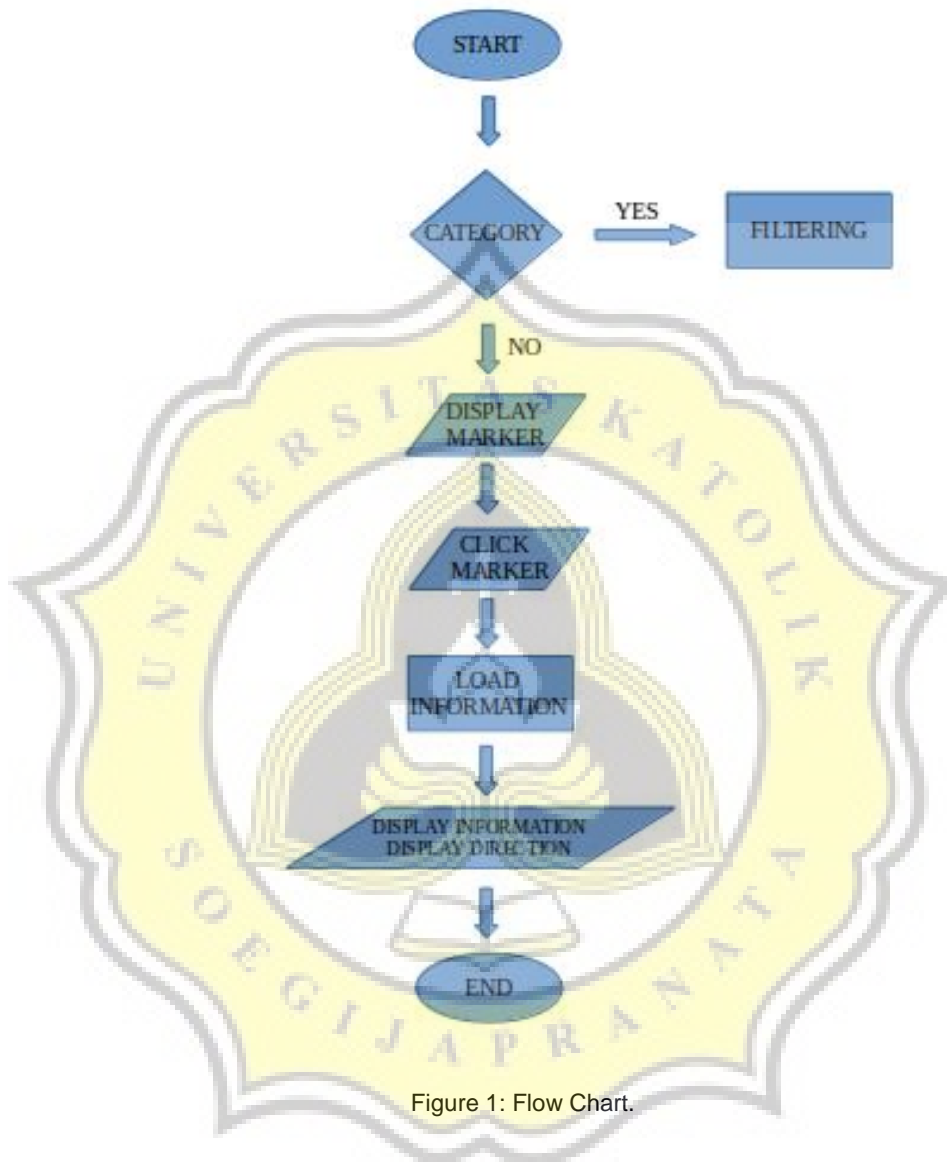 START
CATEGORY
YES
FILTERING
NO
DISPLAY
MARKER
CLICK
MARKER
LOAD
INFORMATION
DISPLAY INFORMATION
DISPLAY DIRECTION
END
Figure 1: Flow Chart.
UNIVERSITAS KATOLIK
SOEGIJAPRANATA